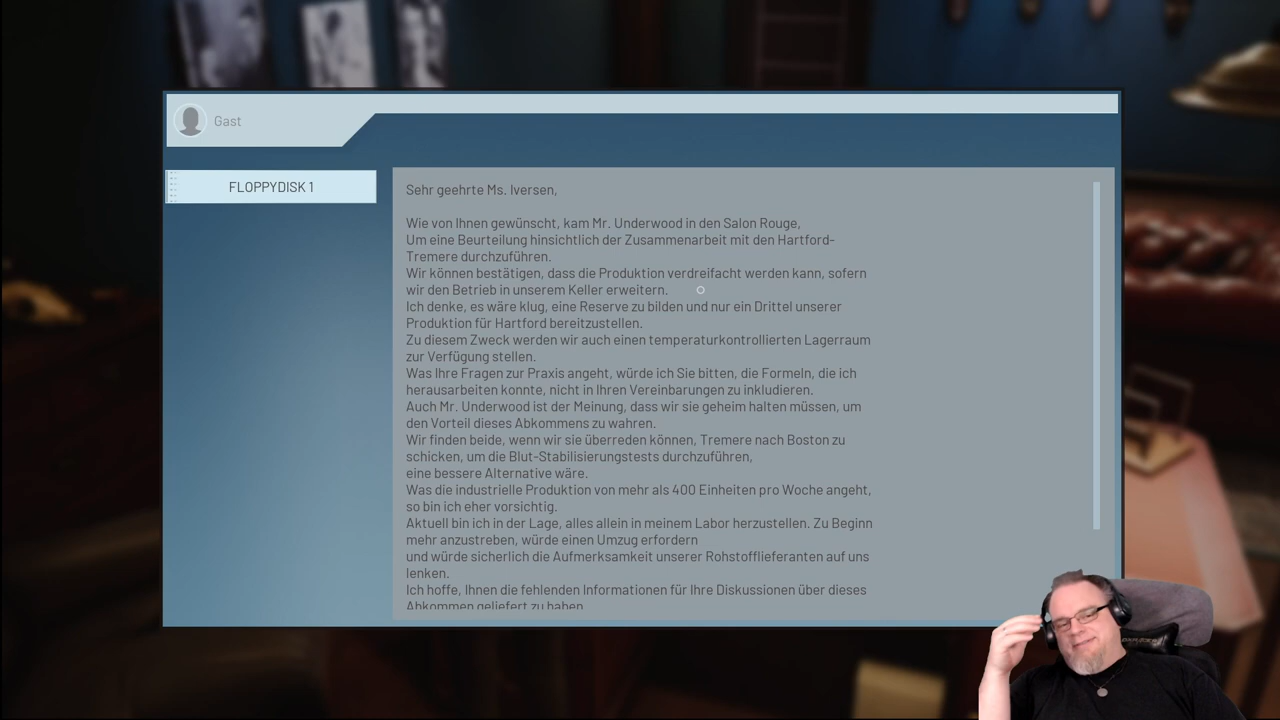 Gast
FLOPPYDISK 1
Sehr geehrte Ms. Iversen,
Wie von Ihnen gewünscht, kam Mr. Underwood in den Salon Rouge,
Um eine Beurteilung hinsichtlich der Zusammenarbeit mit den Hartford-
Tremere durchzuführen.
Wir können bestätigen, dass die Produktion verdreifacht werden kann, sofern
wir den Betrieb in unserem Keller erweitern.
Ich denke, es wäre klug, eine Reserve zu bilden und nur ein Drittel unserer
Produktion für Hartford bereitzustellen.
Zu diesem Zweck werden wir auch einen temperaturkontrollierten Lagerraum
zur Verfügung stellen.
Was Ihre Fragen zur Praxis angeht, würde ich Sie bitten, die Formeln, die ich
herausarbeiten konnte, nicht in Ihren Vereinbarungen zu inkludieren.
Auch Mr. Underwood ist der Meinung, dass wir sie geheim halten müssen, um
den Vorteil dieses Abkommens zu wahren.
Wir finden beide, wenn wir sie überreden können, Tremere nach Boston zu
schicken, um die Blut-Stabilisierungstests durchzuführen,
eine bessere Alternative wäre.
Was die industrielle Produktion von mehr als 400 Einheiten pro Woche angeht,
so bin ich eher vorsichtig.
Aktuell bin ich in der Lage, alles allein in meinem Labor herzustellen. Zu Beginn
mehr anzustreben, würde einen Umzug erfordern
und würde sicherlich die Aufmerksamkeit unserer Rohstofflieferanten auf uns
lenken.
Ich hoffe, Ihnen die fehlenden Informationen für Ihre Diskussionen über dieses
Abkommen geliefert zu haben